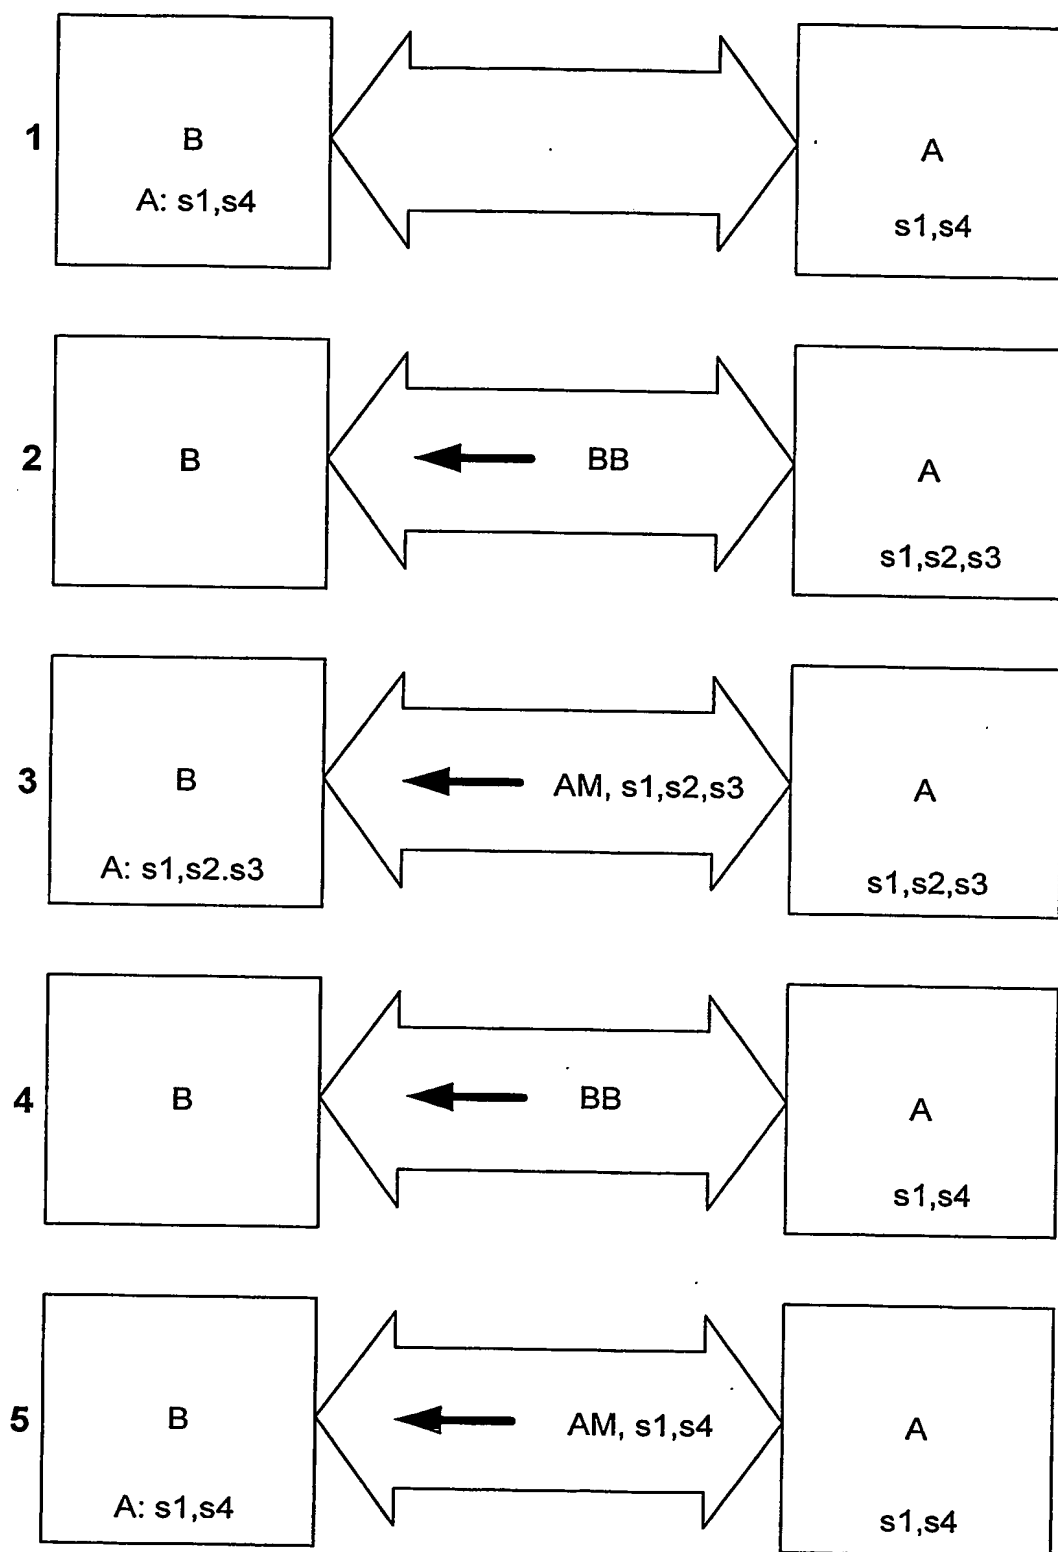 1
B
A: s1,s4
A
s1,s4
2
B
BB
A
s1,s2,s3
3
B
A: s1,s2.s3
AM, s1,s2,s3
A
s1,s2,s3
4
B
BB
A
s1,s4
5
B
A: s1,s4
AM, s1,s4
A
s1,s4